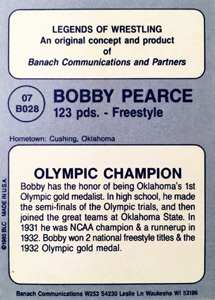 LEGENDS OF WRESTLING
An original concept and product
of
Banach Communications and Partners
07
B028
BOBBY PEARCE
123 pds. - Freestyle
Hometown: Cushing, Oklahoma
OLYMPIC CHAMPION
Bobby has the honor of being Oklahoma's 1st
Olympic gold medalist. In high school, he made
the semi-finals of the Olympic trials, and then
joined the great teams at Oklahoma State. In
1931 he was NCAA champion & a runnerup in
1932. Bobby won 2 national freestyle titles & the
1932 Olympic gold medal.
©1985 BLC MADE IN U.S.A.
Banach Communications W253 S4230 Leslie Ln Waukesha WI 53186